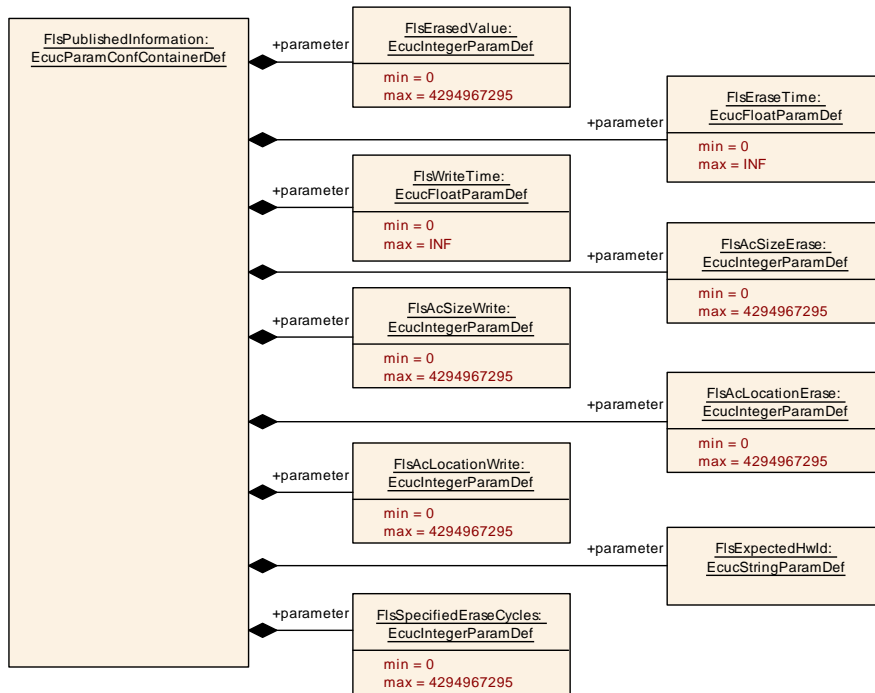 FlsPublishedInformation:
EcucParamConfContainerDef
+parameter
FlsErasedValue:
EcucIntegerParamDef
min = 0
max = 4294967295
+parameter
FlsEraseTime:
EcucFloatParamDef
min = 0
max = INF
+parameter
FlsWriteTime:
EcucFloatParamDef
min = 0
max = INF
+parameter
FlsAcSizeErase:
EcucIntegerParamDef
min = 0
max = 4294967295
+parameter
FlsAcSizeWrite:
EcucIntegerParamDef
min = 0
max = 4294967295
+parameter
FlsAcLocationErase:
EcucIntegerParamDef
min = 0
max = 4294967295
+parameter
FlsAcLocationWrite:
EcucIntegerParamDef
min = 0
max = 4294967295
+parameter
FlsExpectedHwId:
EcucStringParamDef
+parameter
FlsSpecifiedEraseCycles:
EcucIntegerParamDef
min = 0
max = 4294967295